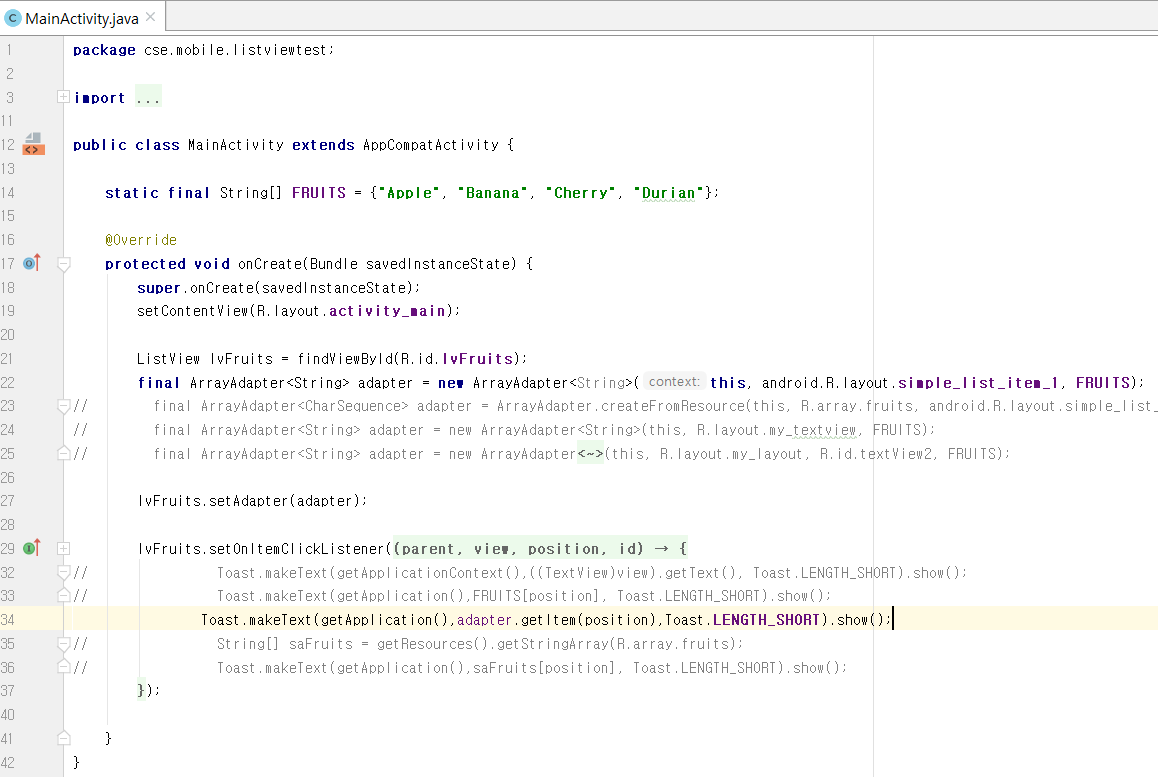 MainActivity.java
1 package cse.mobile.listviewtest;
2
3 import ...
11
12 public class MainActivity extends AppCompatActivity {
13
14 static final String[] FRUITS = {"Apple", "Banana", "Cherry", "Durian"};
15
16 @Override
17 protected void onCreate(Bundle savedInstanceState) {
18 super.onCreate(savedInstanceState);
19 setContentView(R.layout.activity_main);
20
21 ListView lvFruits = findViewById(R.id.lvFruits);
22 final ArrayAdapter<String> adapter = new ArrayAdapter<String>( context: this, android.R.layout.simple_list_item_1, FRUITS);
23 // final ArrayAdapter<CharSequence> adapter = ArrayAdapter.createFromResource(this, R.array.fruits, android.R.layout.simple_list_
24 // final ArrayAdapter<String> adapter = new ArrayAdapter<String>(this, R.layout.my_textview, FRUITS);
25 // final ArrayAdapter<String> adapter = new ArrayAdapter<~>(this, R.layout.my_layout, R.id.textView2, FRUITS);
26
27 lvFruits.setAdapter(adapter);
28
29 lvFruits.setOnItemClickListener((parent, view, position, id) → {
32 // Toast.makeText(getApplicationContext(),((TextView)view).getText(), Toast.LENGTH_SHORT).show();
33 // Toast.makeText(getApplication(),FRUITS[position], Toast.LENGTH_SHORT).show();
34 Toast.makeText(getApplication(),adapter.getItem(position),Toast.LENGTH_SHORT).show();
35 // String[] saFruits = getResources().getStringArray(R.array.fruits);
36 // Toast.makeText(getApplication(),saFruits[position], Toast.LENGTH_SHORT).show();
37 });
40
41 }
42 }